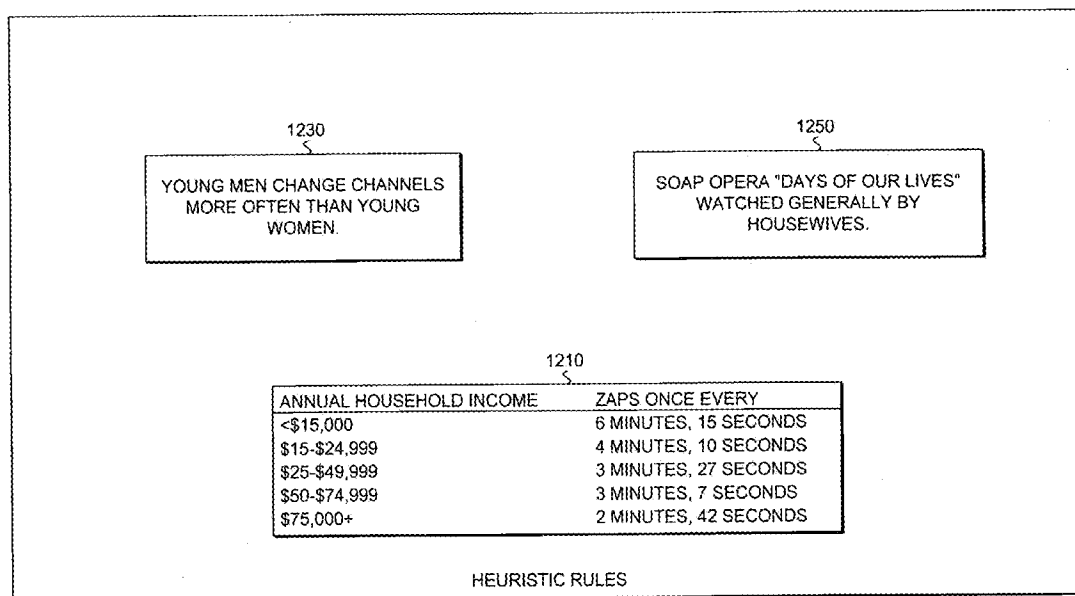 1230
YOUNG MEN CHANGE CHANNELS
MORE OFTEN THAN YOUNG
WOMEN.
1250
SOAP OPERA "DAYS OF OUR LIVES"
WATCHED GENERALLY BY
HOUSEWIVES.
1210
ANNUAL HOUSEHOLD INCOME ZAPS ONCE EVERY
<$15,000 6 MINUTES, 15 SECONDS
$15-$24,999 4 MINUTES, 10 SECONDS
$25-$49,999 3 MINUTES, 27 SECONDS
$50-$74,999 3 MINUTES, 7 SECONDS
$75,000+ 2 MINUTES, 42 SECONDS
HEURISTIC RULES